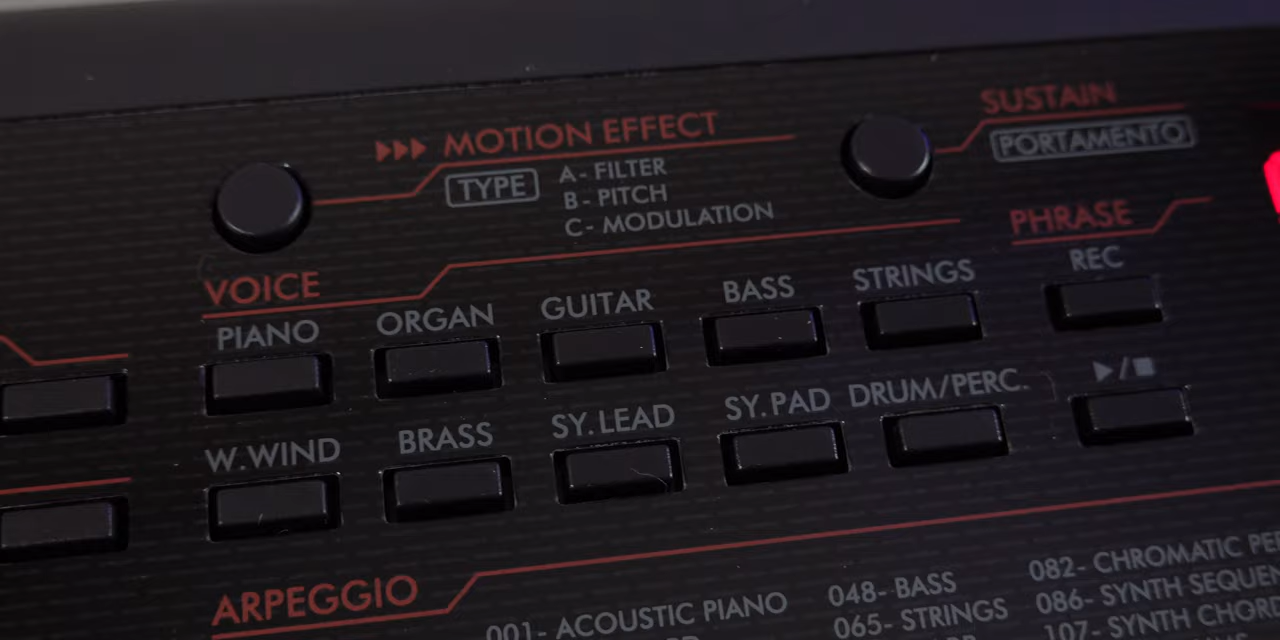 ▶▶▶ MOTION EFFECT
TYPE
A- FILTER
B- PITCH
C- MODULATION
SUSTAIN
PORTAMENTO
VOICE
PIANO ORGAN GUITAR BASS STRINGS
W.WIND BRASS SY.LEAD SY.PAD DRUM/PERC.
PHRASE
REC
▶/■
ARPEGGIO
001- ACOUSTIC PIANO
048- BASS
065- STRINGS
082- CHROMATIC
086- SYNTH
107- SYNTH